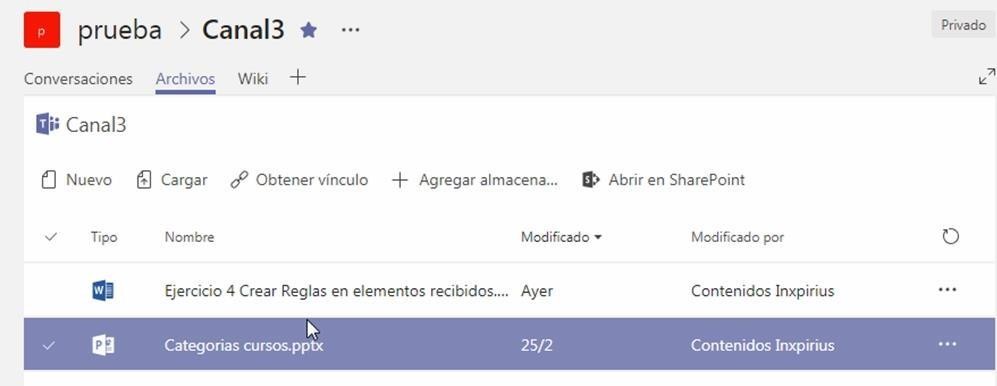 p prueba > Canal3 ...
Privado
Conversaciones Archivos Wiki +
Canal3
Nuevo Cargar Obtener vínculo + Agregar almacena... Abrir en SharePoint
Tipo Nombre Modificado Modificado por
Ejercicio 4 Crear Reglas en elementos recibidos.... Ayer Contenidos Inxpirius ...
Categorias cursos.pptx 25/2 Contenidos Inxpirius ...